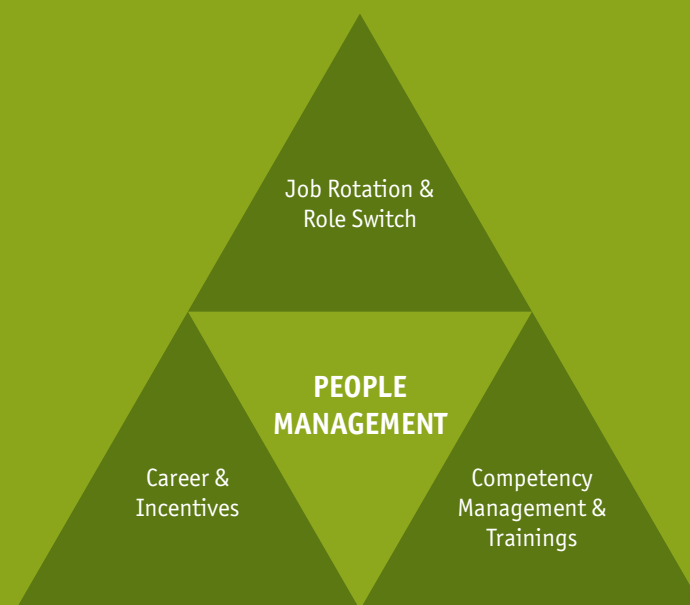 Job Rotation &
Role Switch
PEOPLE
MANAGEMENT
Career &
Incentives
Competency
Management &
Trainings